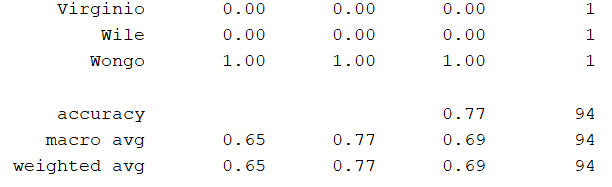 Virginio 0.00 0.00 0.00 1
Wile 0.00 0.00 0.00 1
Wongo 1.00 1.00 1.00 1
accuracy 0.77 94
macro avg 0.65 0.77 0.69 94
weighted avg 0.65 0.77 0.69 94